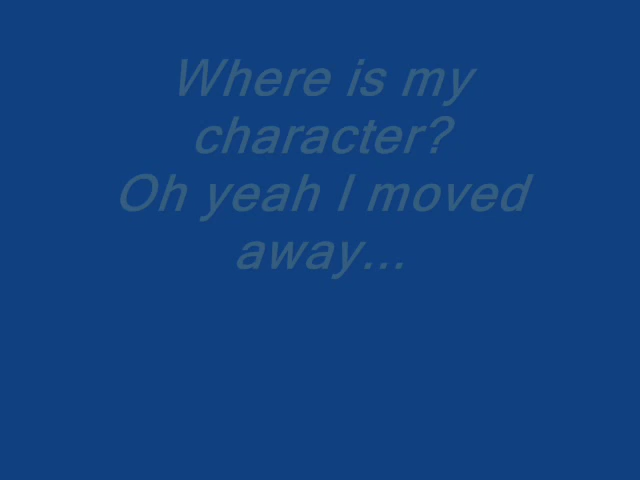 Where is my
character?
Oh yeah I moved
away...